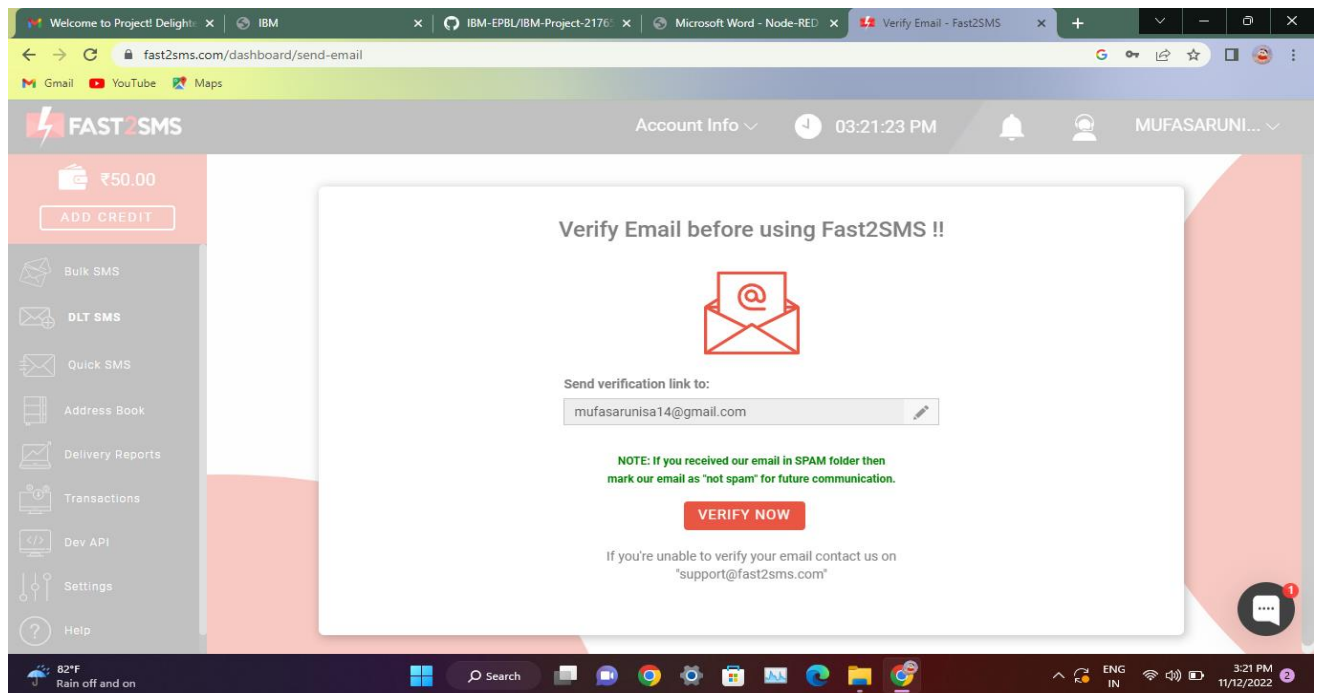 Welcome to Project! Delighte
IBM
IBM-EPBL/IBM-Project-2176
Microsoft Word - Node-RED
Verify Email - Fast2SMS
fast2sms.com/dashboard/send-email
Gmail
YouTube
Maps
FAST2SMS
Account Info
03:21:23 PM
MUFASARUNI...
₹50.00
ADD CREDIT
Bulk SMS
DLT SMS
Quick SMS
Address Book
Delivery Reports
Transactions
Dev API
Settings
Help
Verify Email before using Fast2SMS !!
Send verification link to:
mufasarunisa14@gmail.com
NOTE: If you received our email in SPAM folder then
mark our email as "not spam" for future communication.
VERIFY NOW
If you're unable to verify your email contact us on
"support@fast2sms.com"
1
82°F
Rain off and on
Search
ENG
IN
3:21 PM
11/12/2022
2